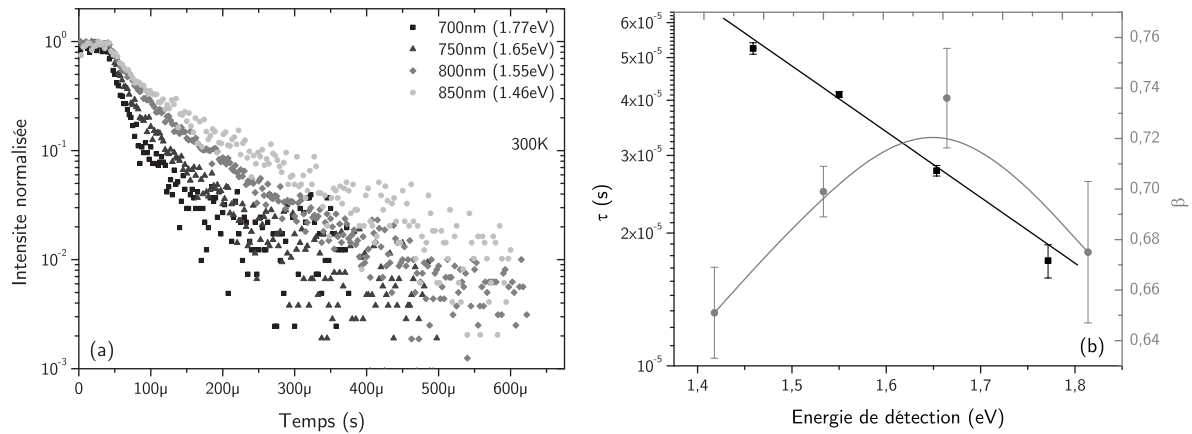 10⁰
10⁻¹
10⁻²
10⁻³
Intensite normalisée
700nm (1.77eV)
750nm (1.65eV)
800nm (1.55eV)
850nm (1.46eV)
300K
(a)
0 100µ 200µ 300µ 400µ 500µ 600µ
Temps (s)
6x10⁻⁵
5x10⁻⁵
4x10⁻⁵
3x10⁻⁵
2x10⁻⁵
10⁻⁵
τ (s)
(b)
1,4 1,5 1,6 1,7 1,8
Energie de détection (eV)
0,76
0,74
0,72
0,70
0,68
0,66
0,64
β